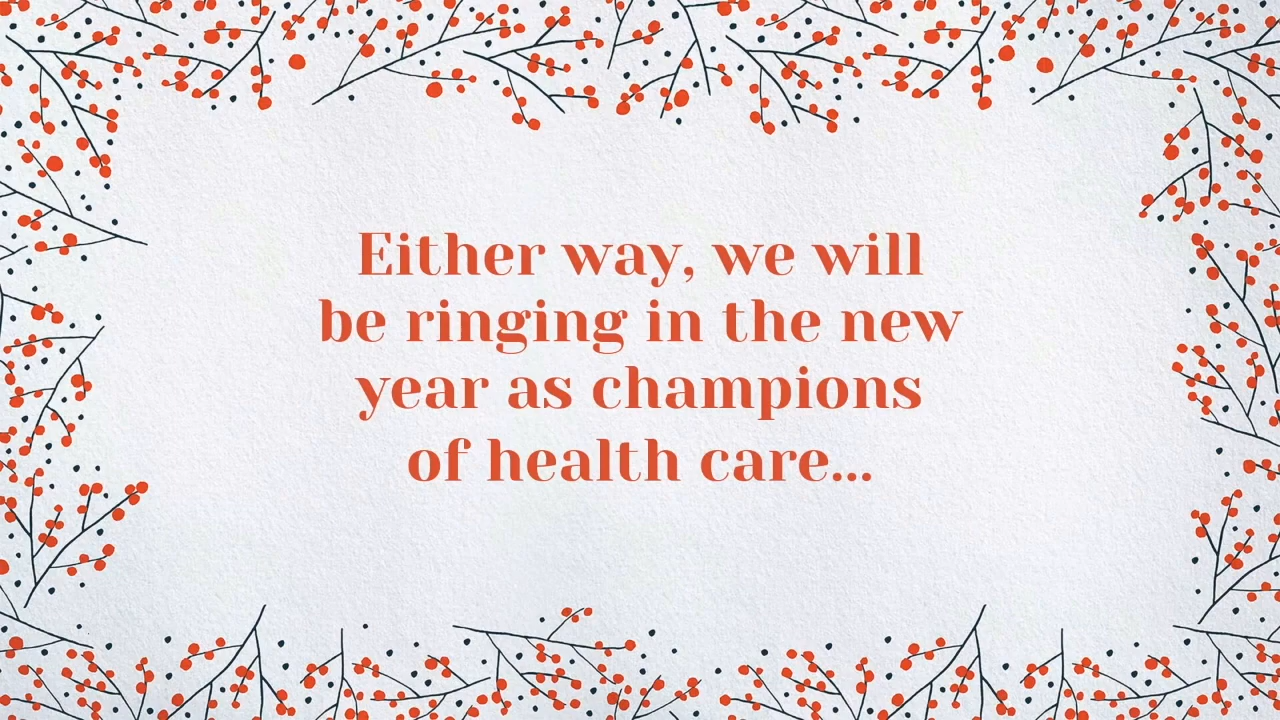 Either way, we will
be ringing in the new
year as champions
of health care...